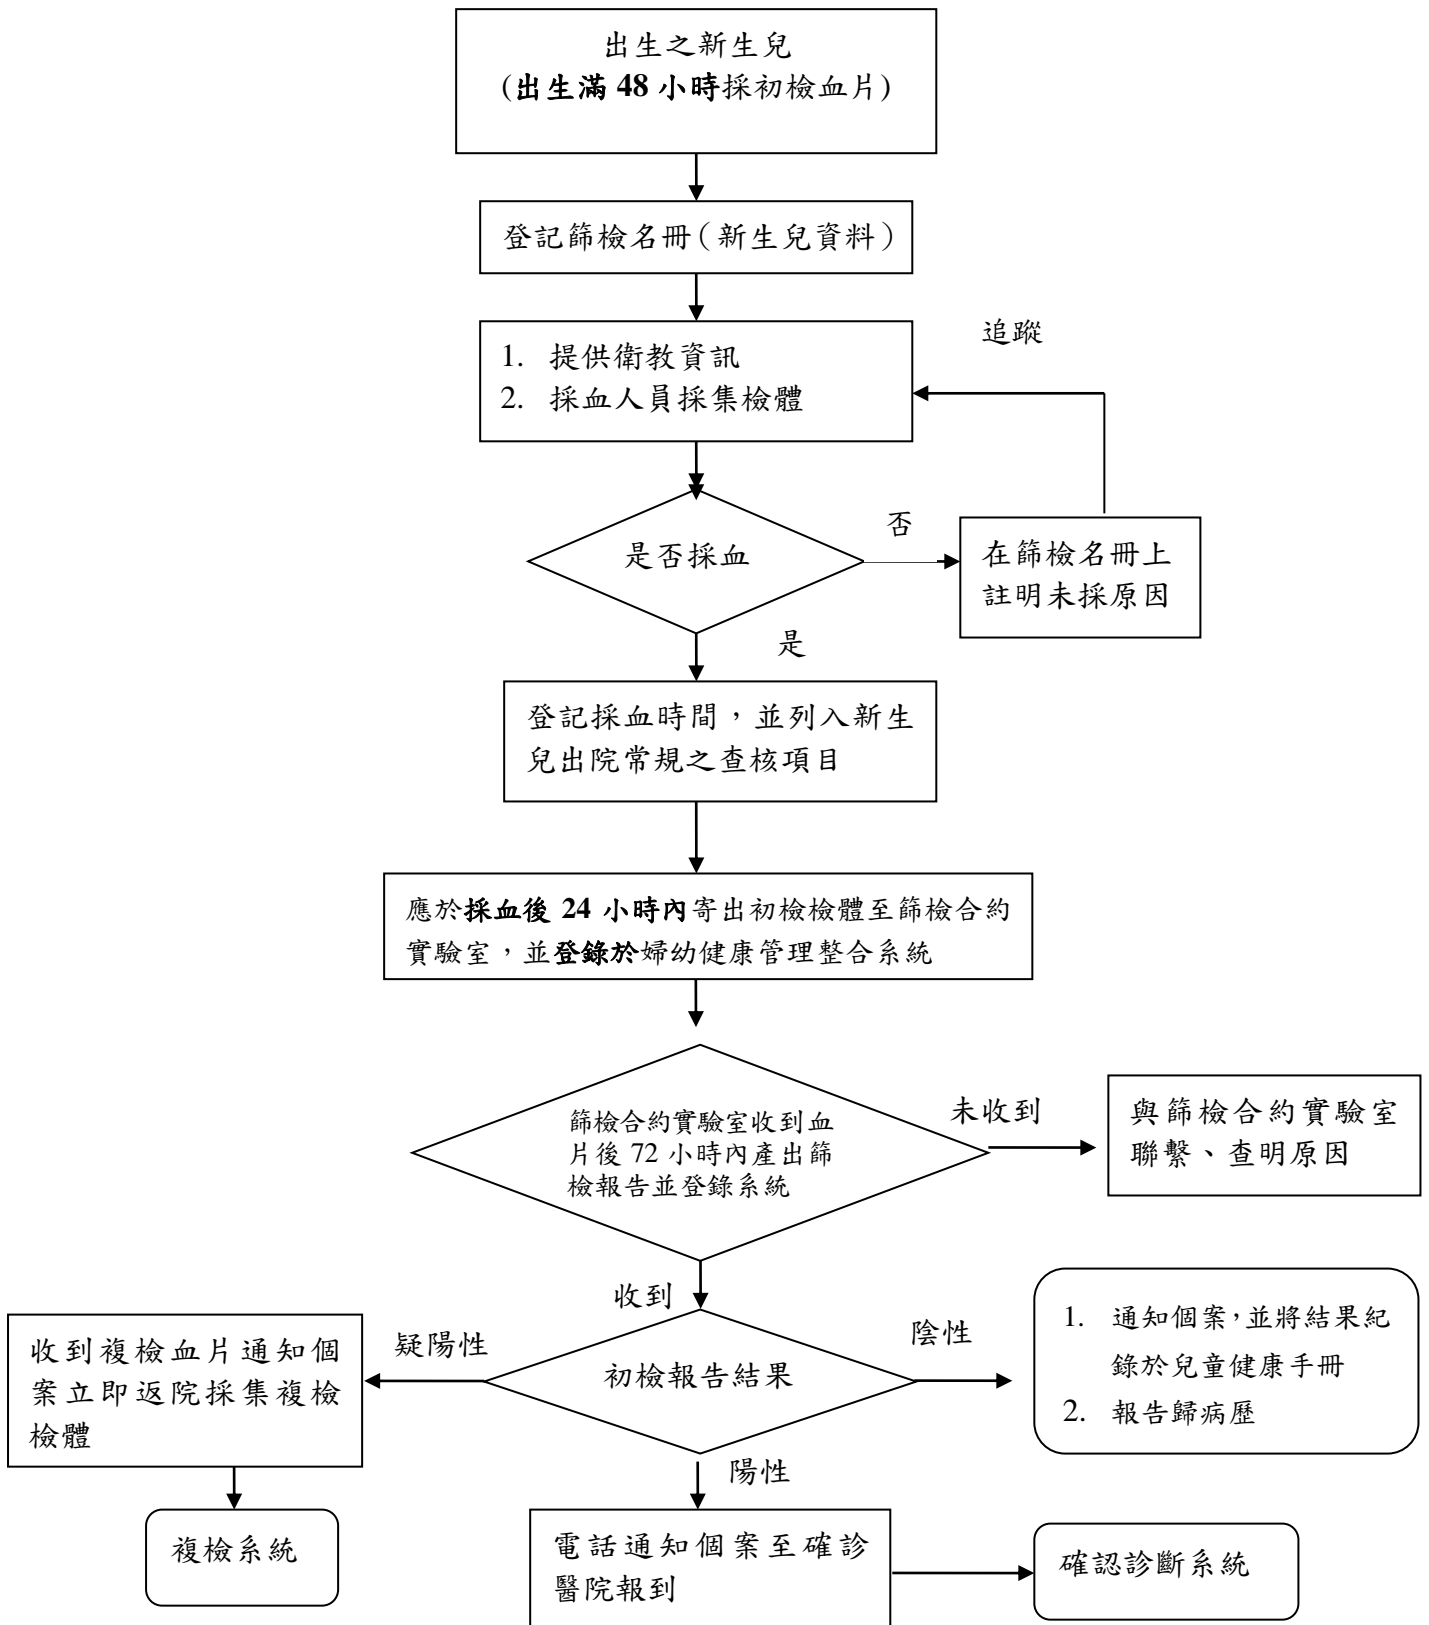 出生之新生兒
(出生滿 48 小時採初檢血片)
登記篩檢名冊（新生兒資料）
追蹤
1. 提供衛教資訊
2. 採血人員採集檢體
是否採血
否
在篩檢名冊上
註明未採原因
是
登記採血時間，並列入新生
兒出院常規之查核項目
應於採血後 24 小時內寄出初檢檢體至篩檢合約
實驗室，並登錄於婦幼健康管理整合系統
篩檢合約實驗室收到血
片後 72 小時內產出篩
檢報告並登錄系統
未收到
與篩檢合約實驗室
聯繫、查明原因
收到
初檢報告結果
疑陽性
收到複檢血片通知個
案立即返院採集複檢
檢體
陰性
1. 通知個案，並將結果紀
錄於兒童健康手冊
2. 報告歸病歷
陽性
複檢系統
電話通知個案至確診
醫院報到
確認診斷系統